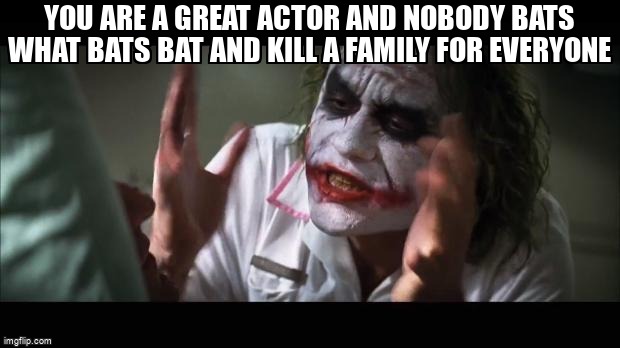 YOU ARE A GREAT ACTOR AND NOBODY BATS
WHAT BATS BAT AND KILL A FAMILY FOR EVERYONE
imgflip.com